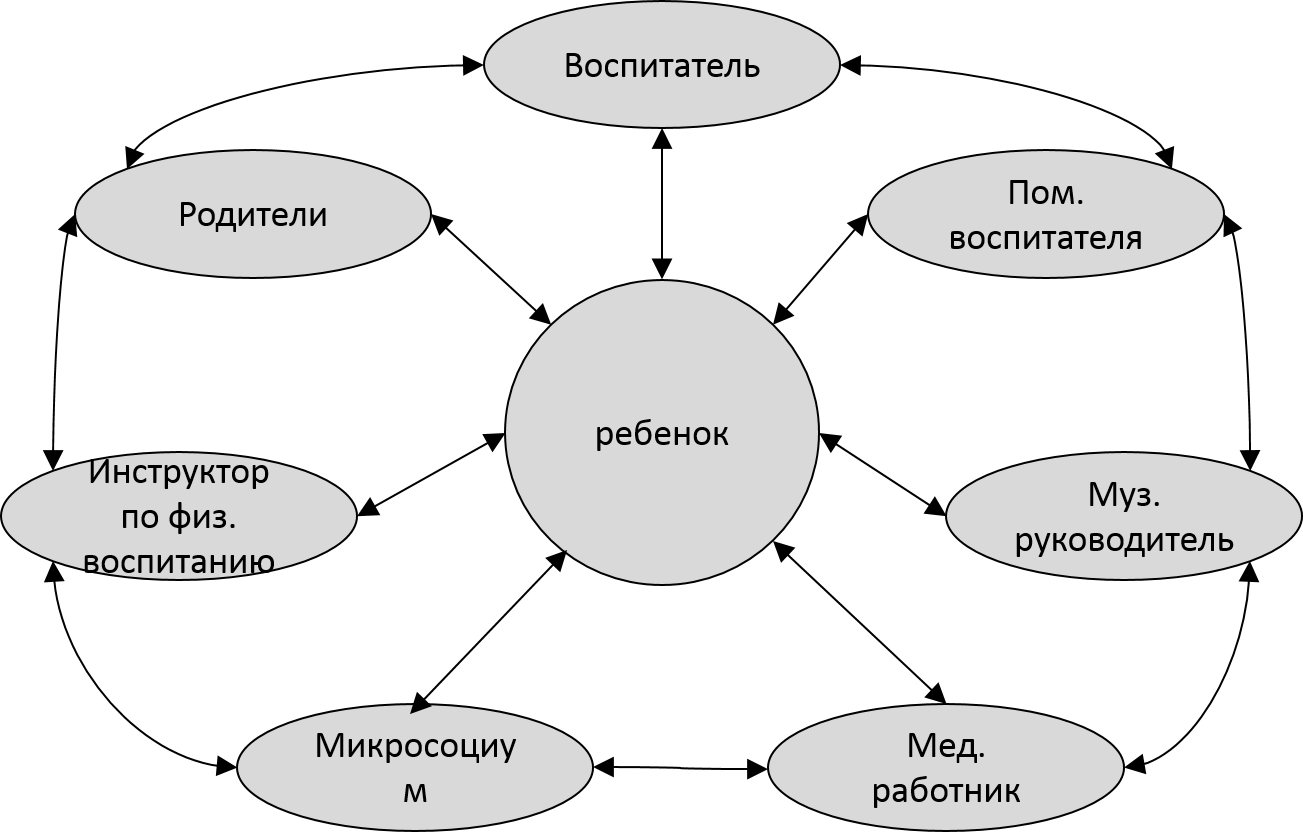 Воспитатель
Родители
Пом.
воспитателя
ребенок
Инструктор
по физ.
воспитанию
Муз.
руководитель
Микросоциу
м
Мед.
работник